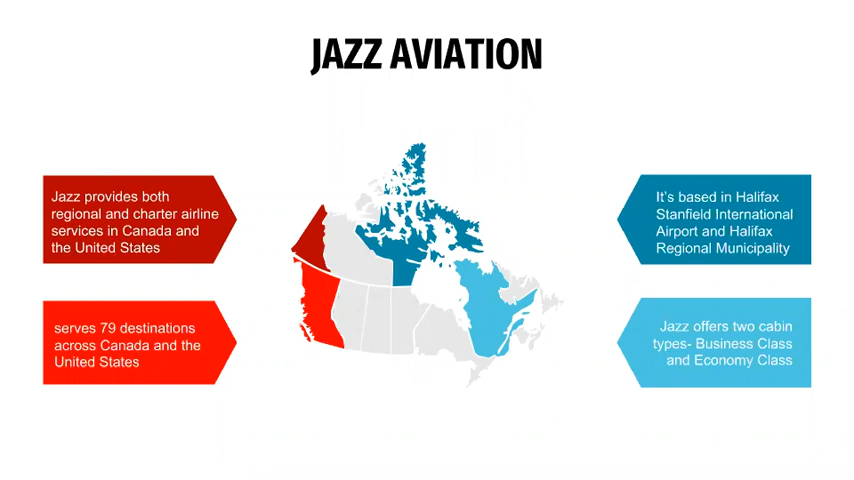 JAZZ AVIATION
Jazz provides both
regional and charter airline
services in Canada and
the United States
serves 79 destinations
across Canada and the
United States
It's based in Halifax
Stanfield International
Airport and Halifax
Regional Municipality
Jazz offers two cabin
types- Business Class
and Economy Class